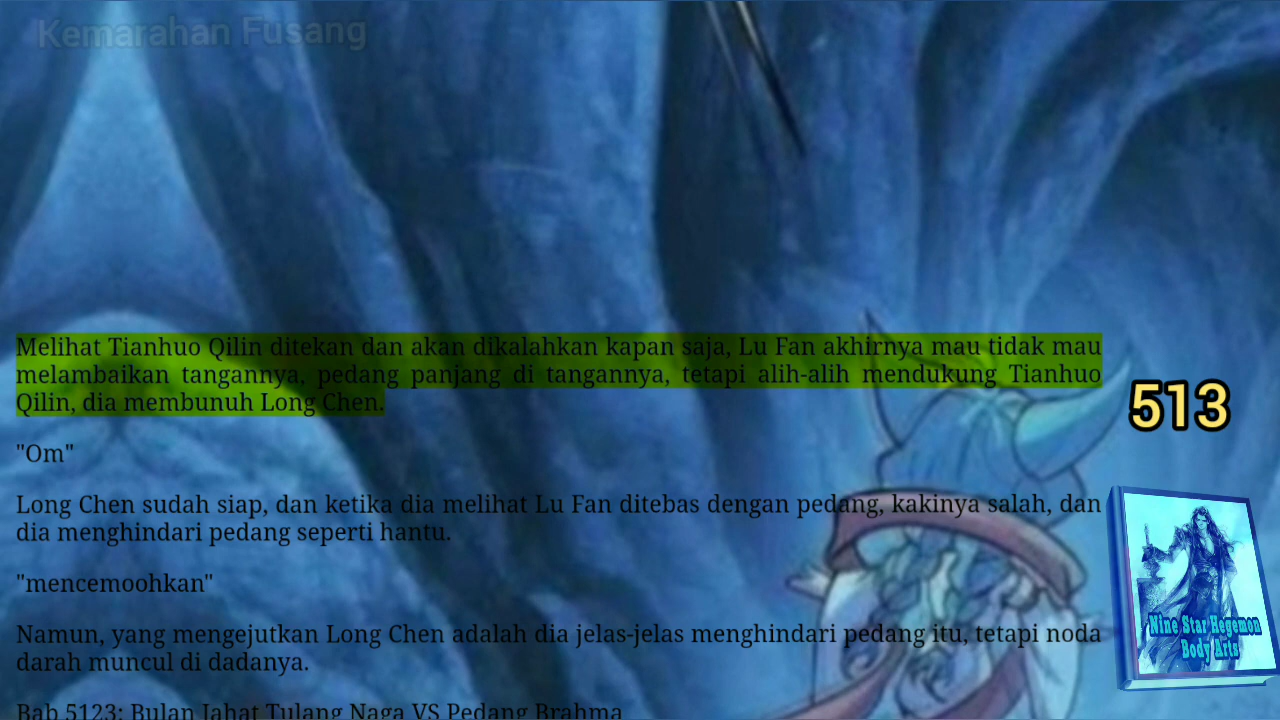 Kemarahan Fusang
Melihat Tianhuo Qilin ditekan dan akan dikalahkan kapan saja, Lu Fan akhirnya mau tidak mau
melambaikan tangannya, pedang panjang di tangannya, tetapi alih-alih mendukung Tianhuo
Qilin, dia membunuh Long Chen.
"Om"
Long Chen sudah siap, dan ketika dia melihat Lu Fan ditebas dengan pedang, kakinya salah, dan
dia menghindari pedang seperti hantu.
"mencemoohkan"
Namun, yang mengejutkan Long Chen adalah dia jelas-jelas menghindari pedang itu, tetapi noda
darah muncul di dadanya.
Bab 5123: Bulan Jahat Tulang Naga VS Pedang Brahma
513
Nine Star Hegemon
Body Arts